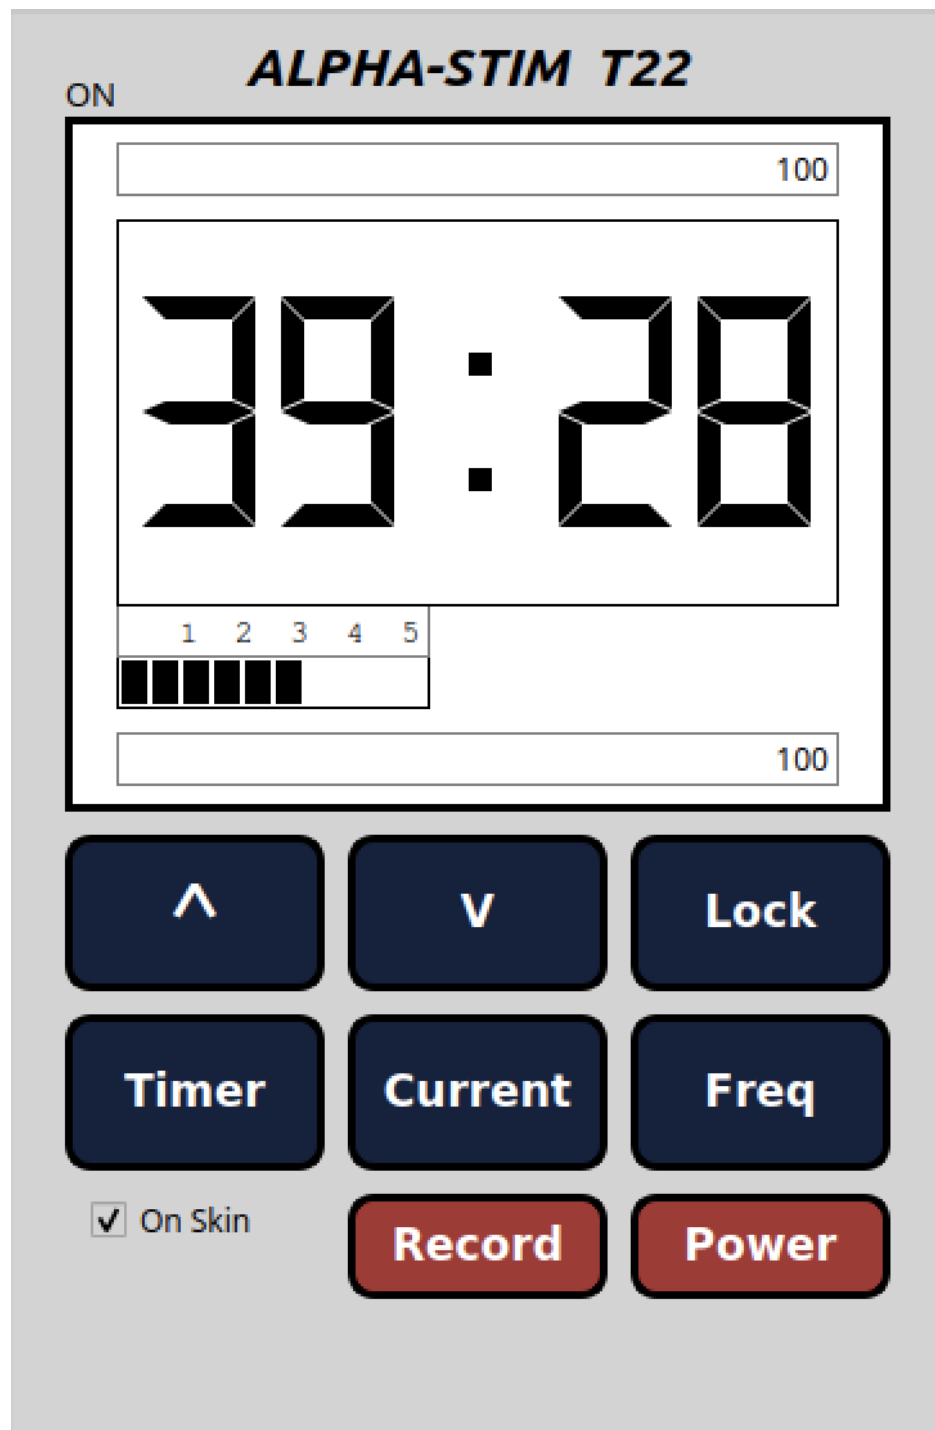 ALPHA-STIM T22
ON
100
39:28
1 2 3 4 5
100
^ V Lock
Timer Current Freq
On Skin Record Power